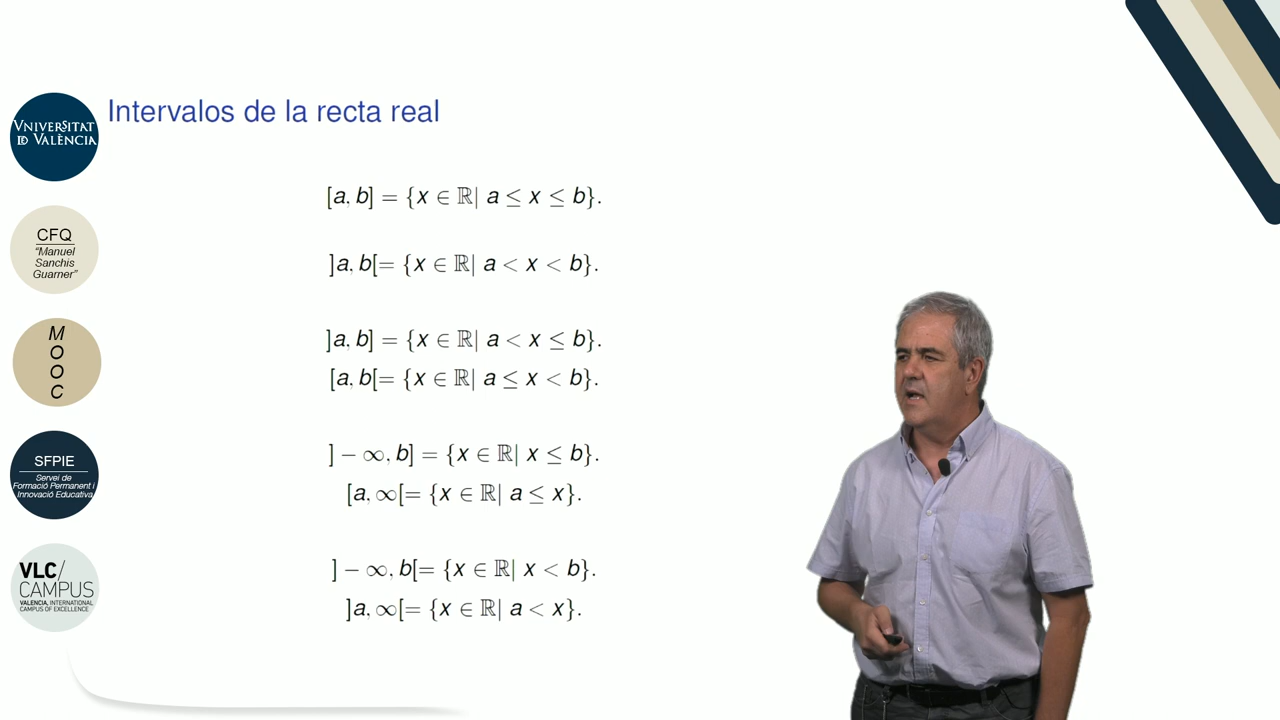 Intervalos de la recta real
VNIVERSITAT
ID VALÈNCIA
CFQ
“Manuel
Sanchis
Guarner”
M
O
O
C
SFPIE
Servei de
Formació Permanent i
Innovació Educativa
VLC/
CAMPUS
VALENCIA, INTERNATIONAL
CAMPUS OF EXCELLENCE
[a, b] = {x ∈ ℝ| a ≤ x ≤ b}.
]a, b[= {x ∈ ℝ| a < x < b}.
]a, b] = {x ∈ ℝ| a < x ≤ b}.
[a, b[= {x ∈ ℝ| a ≤ x < b}.
] − ∞, b] = {x ∈ ℝ| x ≤ b}.
[a, ∞[= {x ∈ ℝ| a ≤ x}.
] − ∞, b[= {x ∈ ℝ| x < b}.
]a, ∞[= {x ∈ ℝ| a < x}.